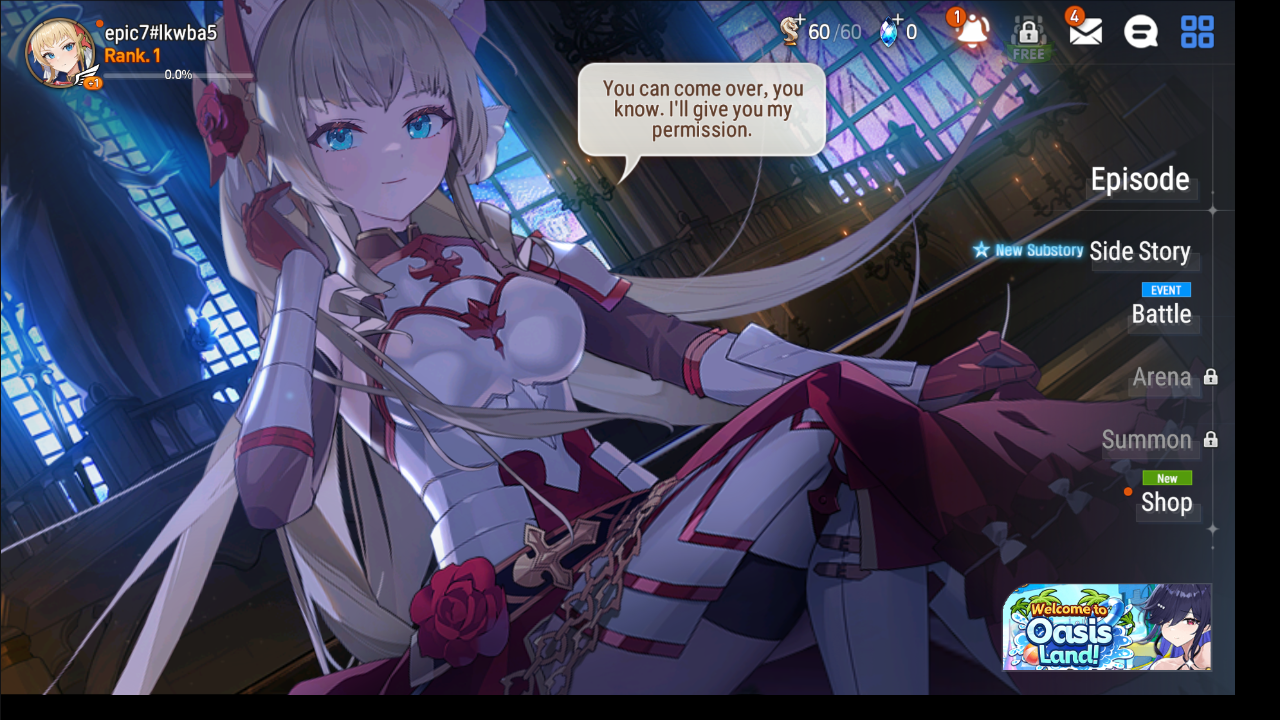 epic7#lkwba5
Rank. 1
+1
0.0%
60 /60
0
1
FREE
4
You can come over, you
know. I'll give you my
permission.
Episode
New Substory
Side Story
EVENT
Battle
Arena
Summon
New
Shop
Welcome to
Oasis
Land!